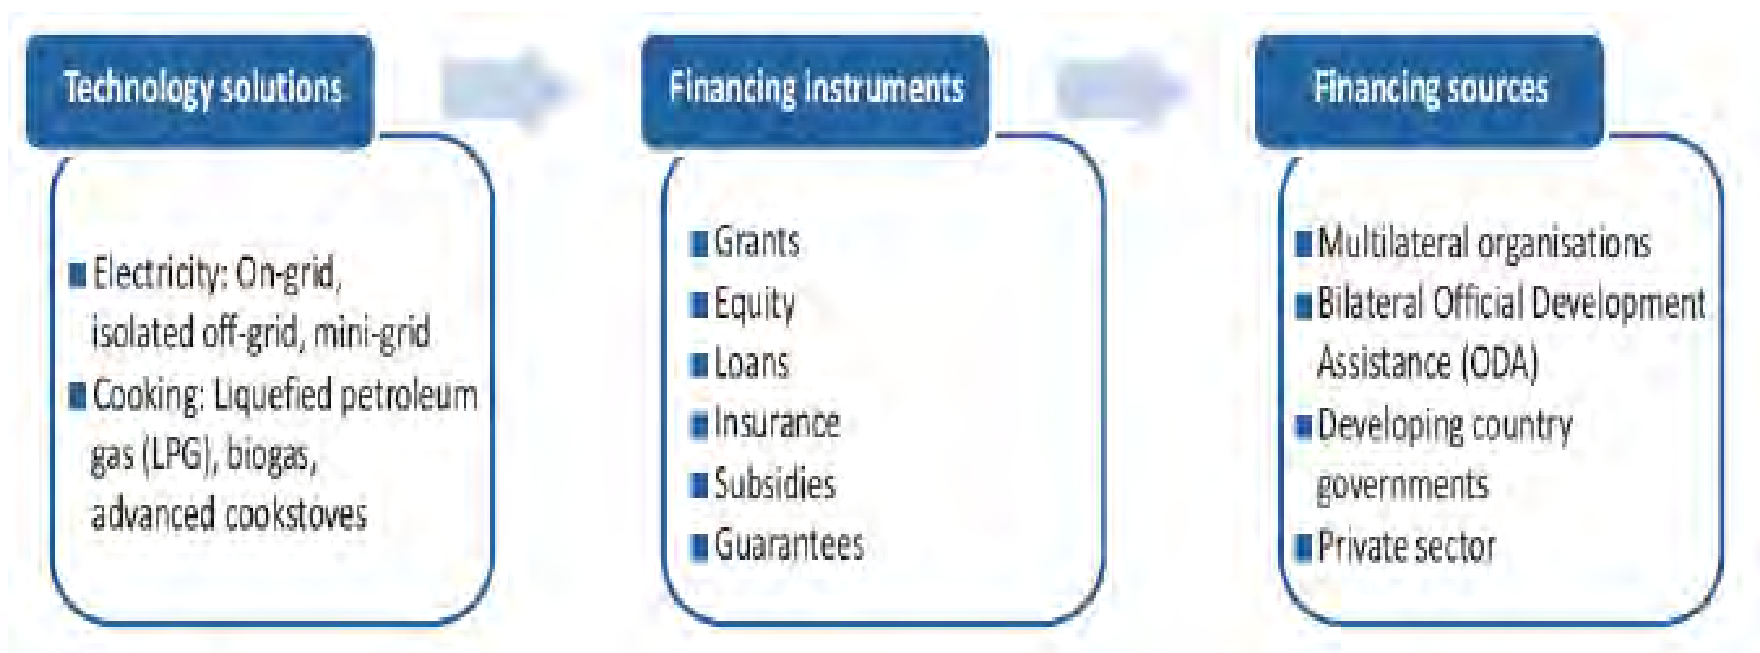 Technology solutions
Electricity: On-grid,
isolated off-grid, mini-grid
Cooking: Liquefied petroleum
gas (LPG), biogas,
advanced cookstoves
Financing instruments
Grants
Equity
Loans
Insurance
Subsidies
Guarantees
Financing sources
Multilateral organisations
Bilateral Official Development
Assistance (ODA)
Developing country
governments
Private sector